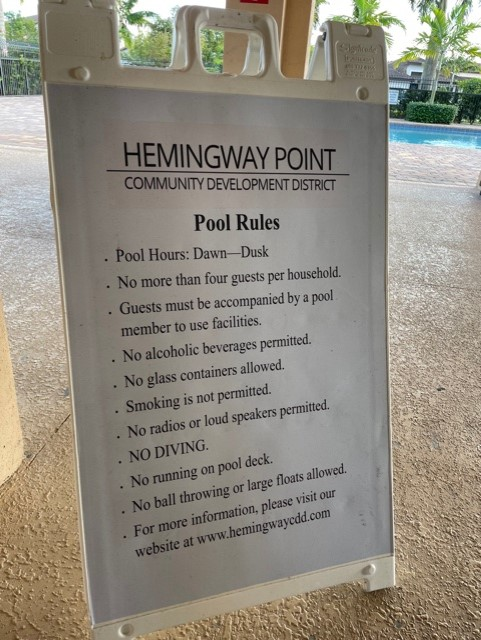 HEMINGWAY POINT
COMMUNITY DEVELOPMENT DISTRICT
Pool Rules
. Pool Hours: Dawn—Dusk
. No more than four guests per household.
. Guests must be accompanied by a pool
member to use facilities.
. No alcoholic beverages permitted.
. No glass containers allowed.
. Smoking is not permitted.
. No radios or loud speakers permitted.
. NO DIVING.
. No running on pool deck.
. No ball throwing or large floats allowed.
. For more information, please visit our
website at www.hemingwaycdd.com